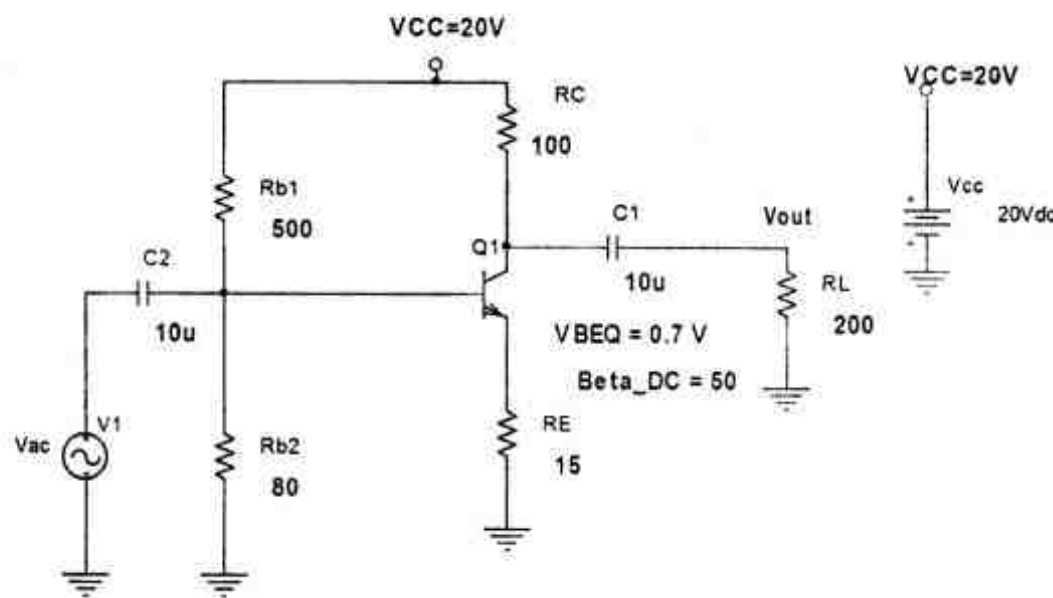 VCC=20V
RC
100
VCC=20V
Rb1
500
Vcc
20Vdc
C1
Vout
Q1
C2
10u
10u
RL
200
VBEQ = 0.7 V
Beta_DC = 50
V1
Vac
Rb2
80
RE
15